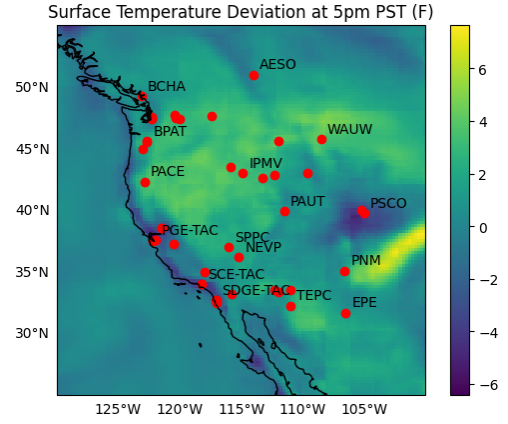 Surface Temperature Deviation at 5pm PST (F)
AESO
50°N
BCHA
6
WAUW
BPAT
45°N
4
IPMV
PACE
2
PAUT
PSCO
40°N
0
PGE-TAC
SPPC
NEVP
PNM
35°N
SCE-TAC
−2
SDGE-TAC
TEPC
EPE
30°N
−4
−6
125°W 120°W 115°W 110°W 105°W